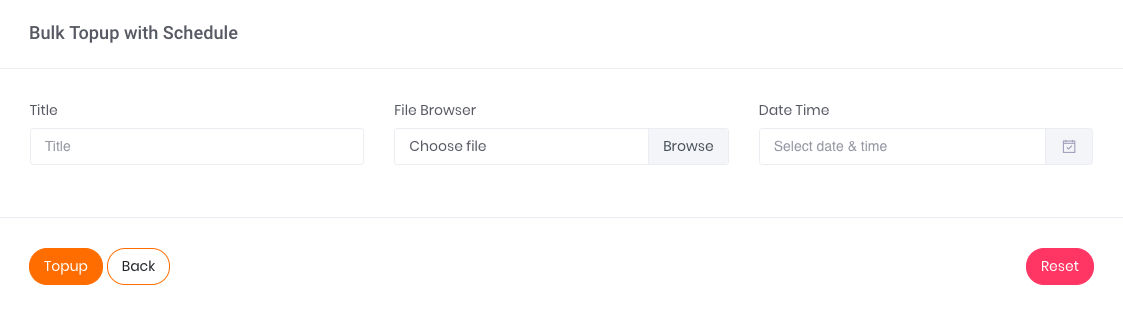 Bulk Topup with Schedule
Title File Browser Date Time
Title Choose file Browse Select date & time
Topup Back Reset